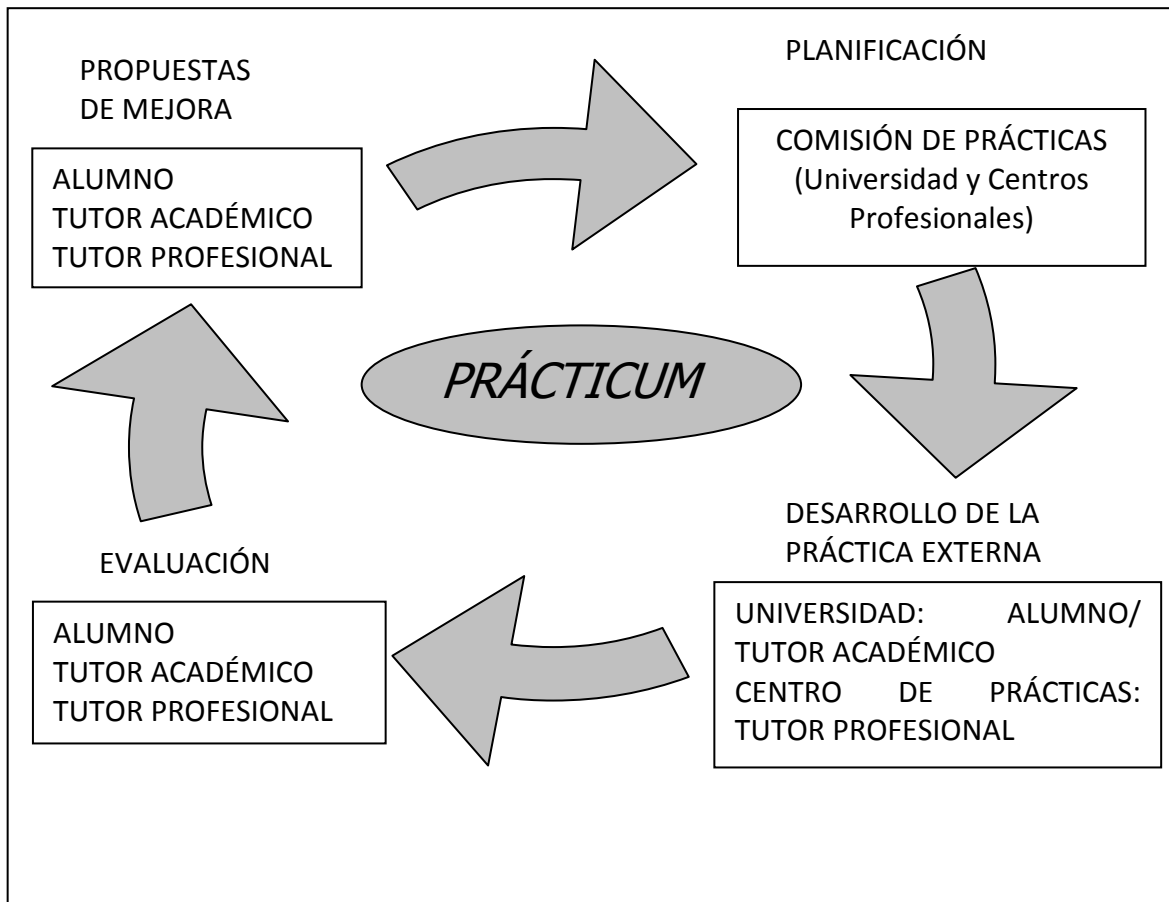 PROPUESTAS
DE MEJORA
ALUMNO
TUTOR ACADÉMICO
TUTOR PROFESIONAL
PLANIFICACIÓN
COMISIÓN DE PRÁCTICAS
(Universidad y Centros
Profesionales)
PRÁCTICUM
DESARROLLO DE LA
PRÁCTICA EXTERNA
UNIVERSIDAD: ALUMNO/
TUTOR ACADÉMICO
CENTRO DE PRÁCTICAS:
TUTOR PROFESIONAL
EVALUACIÓN
ALUMNO
TUTOR ACADÉMICO
TUTOR PROFESIONAL